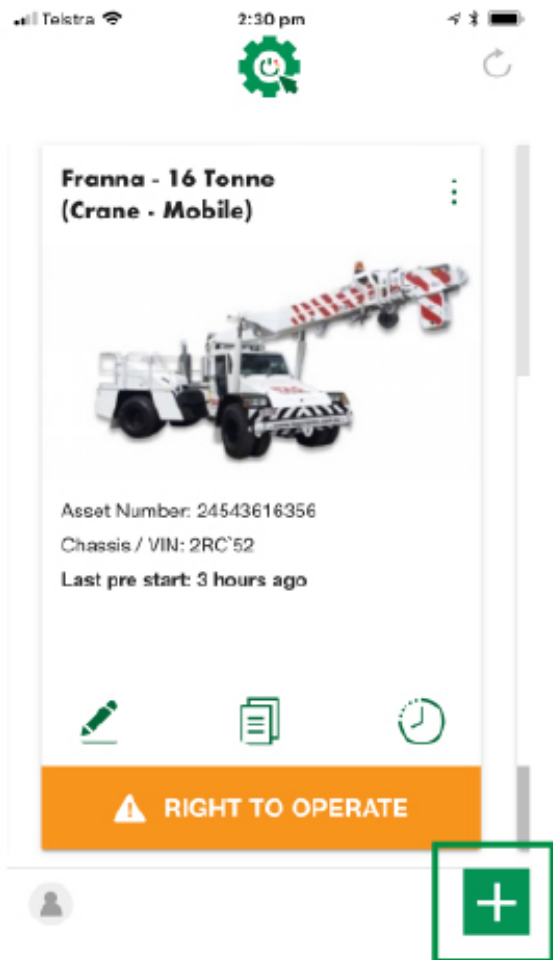 Telstra 2:30 pm
Franna - 16 Tonne
(Crane - Mobile)
Asset Number: 24543616356
Chassis / VIN: 2RC`52
Last pre start: 3 hours ago
RIGHT TO OPERATE